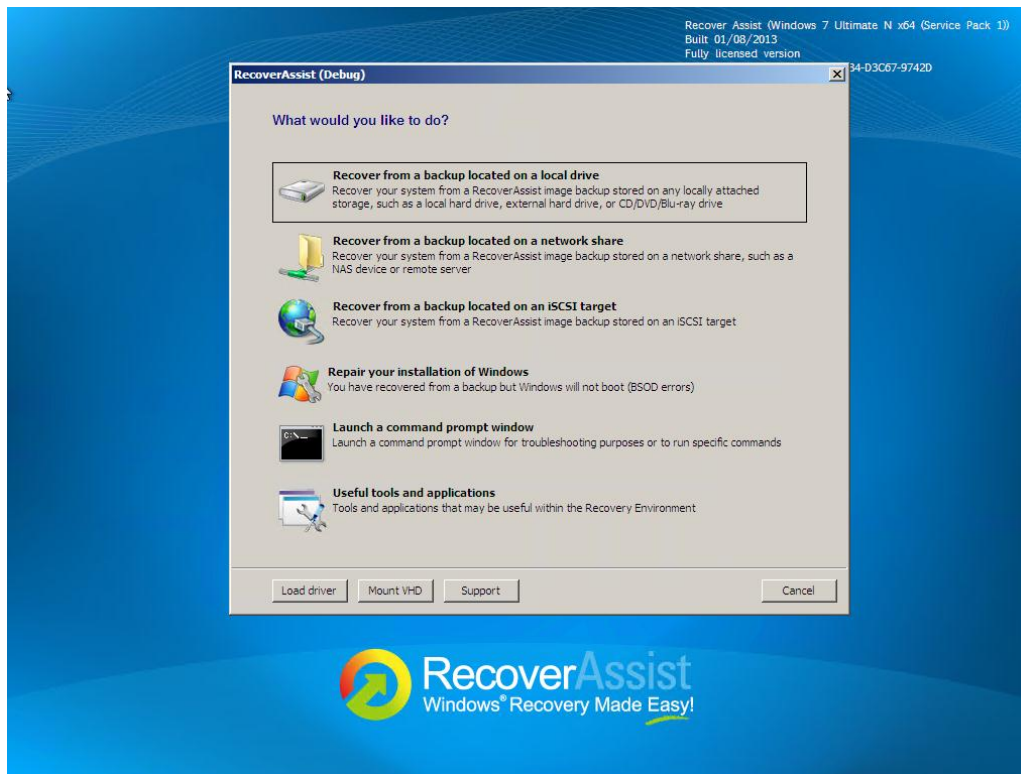 Recover Assist (Windows 7 Ultimate N x64 (Service Pack 1))
Built 01/08/2013
Fully licensed version
34-D3C67-9742D
RecoverAssist (Debug)
What would you like to do?
Recover from a backup located on a local drive
Recover your system from a RecoverAssist image backup stored on any locally attached
storage, such as a local hard drive, external hard drive, or CD/DVD/Blu-ray drive
Recover from a backup located on a network share
Recover your system from a RecoverAssist image backup stored on a network share, such as a
NAS device or remote server
Recover from a backup located on an iSCSI target
Recover your system from a RecoverAssist image backup stored on an iSCSI target
Repair your installation of Windows
You have recovered from a backup but Windows will not boot (BSOD errors)
C:\_
Launch a command prompt window
Launch a command prompt window for troubleshooting purposes or to run specific commands
Useful tools and applications
Tools and applications that may be useful within the Recovery Environment
Load driver Mount VHD Support Cancel
RecoverAssist
Windows® Recovery Made Easy!